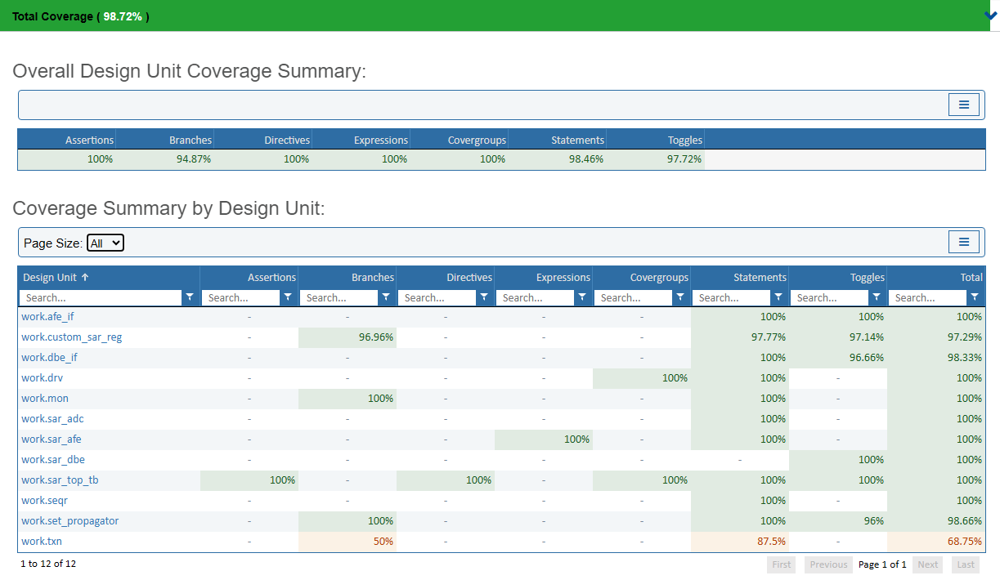 Total Coverage ( 98.72% )
Overall Design Unit Coverage Summary:
Assertions Branches Directives Expressions Covergroups Statements Toggles
100% 94.87% 100% 100% 100% 98.46% 97.72%
Coverage Summary by Design Unit:
Page Size: All
Design Unit ↑ Assertions Branches Directives Expressions Covergroups Statements Toggles Total
Search... Search... Search... Search... Search... Search... Search... Search... Search...
work.afe_if - - - - - 100% 100% 100%
work.custom_sar_reg - 96.96% - - - 97.77% 97.14% 97.29%
work.dbe_if - - - - - 100% 96.66% 98.33%
work.drv - - - - 100% 100% - 100%
work.mon - 100% - - - 100% - 100%
work.sar_adc - - - - - 100% - 100%
work.sar_afe - - - 100% - 100% - 100%
work.sar_dbe - - - - - - 100% 100%
work.sar_top_tb 100% - 100% - 100% 100% 100% 100%
work.seqr - - - - - 100% - 100%
work.set_propagator - 100% - - - 100% 96% 98.66%
work.txn - 50% - - - 87.5% - 68.75%
1 to 12 of 12 First Previous Page 1 of 1 Next Last